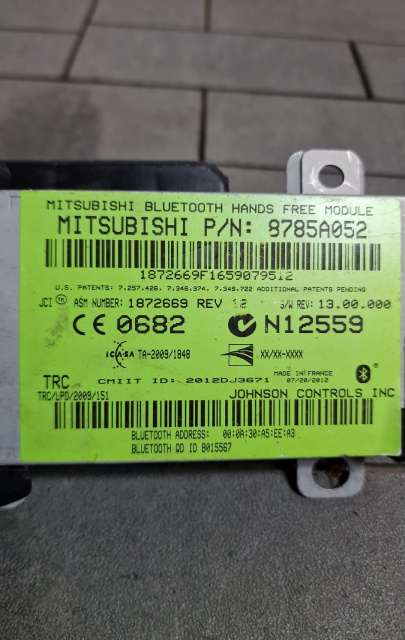 MITSUBISHI BLUETOOTH HANDS FREE MODULE
MITSUBISHI P/N: 8785A052
1872669F1659079512
U.S. PATENTS: 7,257,426, 7,346,374, 7,349,722 ADDITIONAL PATENTS PENDING
JCI TR ASM NUMBER: 1872669 REV 12 S/W REV: 13.00.000
CE 0682 N12559
ICASA TA-2009/1848 XX/XX-XXXX
MADE IN FRANCE
TRC CMIIT ID: 2012DJ3671 07/20/2012
TRC/LPD/2009/151 JOHNSON CONTROLS INC
BLUETOOTH ADDRESS: 00:0A:30:A5:EE:A3
BLUETOOTH QD ID B015567